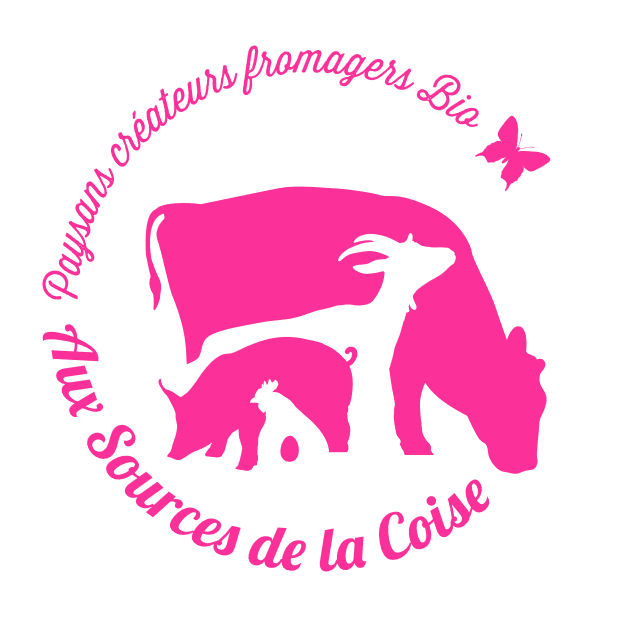 Paysans créateurs fromagers Bio
Aux Sources de la Coise